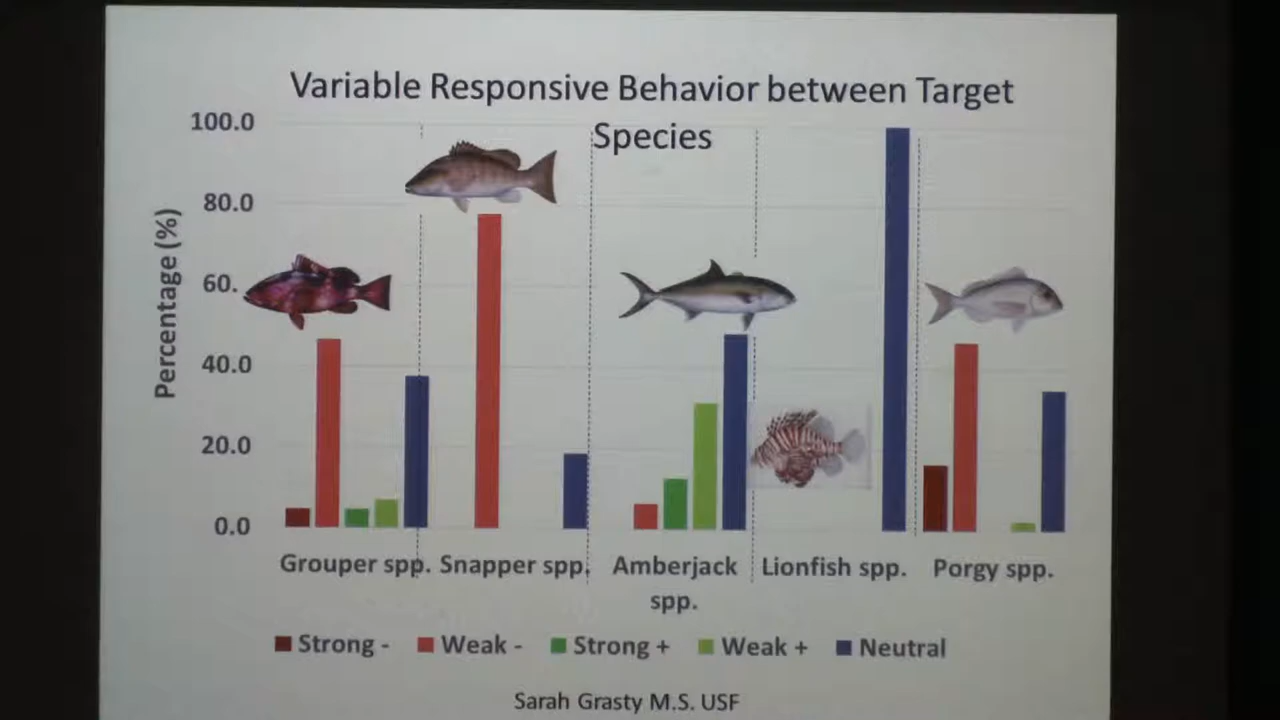 Variable Responsive Behavior between Target
Species
Percentage (%)
100.0
80.0
60.
40.0
20.0
0.0
Grouper spp. Snapper spp. Amberjack spp. Lionfish spp. Porgy spp.
Strong - Weak - Strong + Weak + Neutral
Sarah Grasty M.S. USF